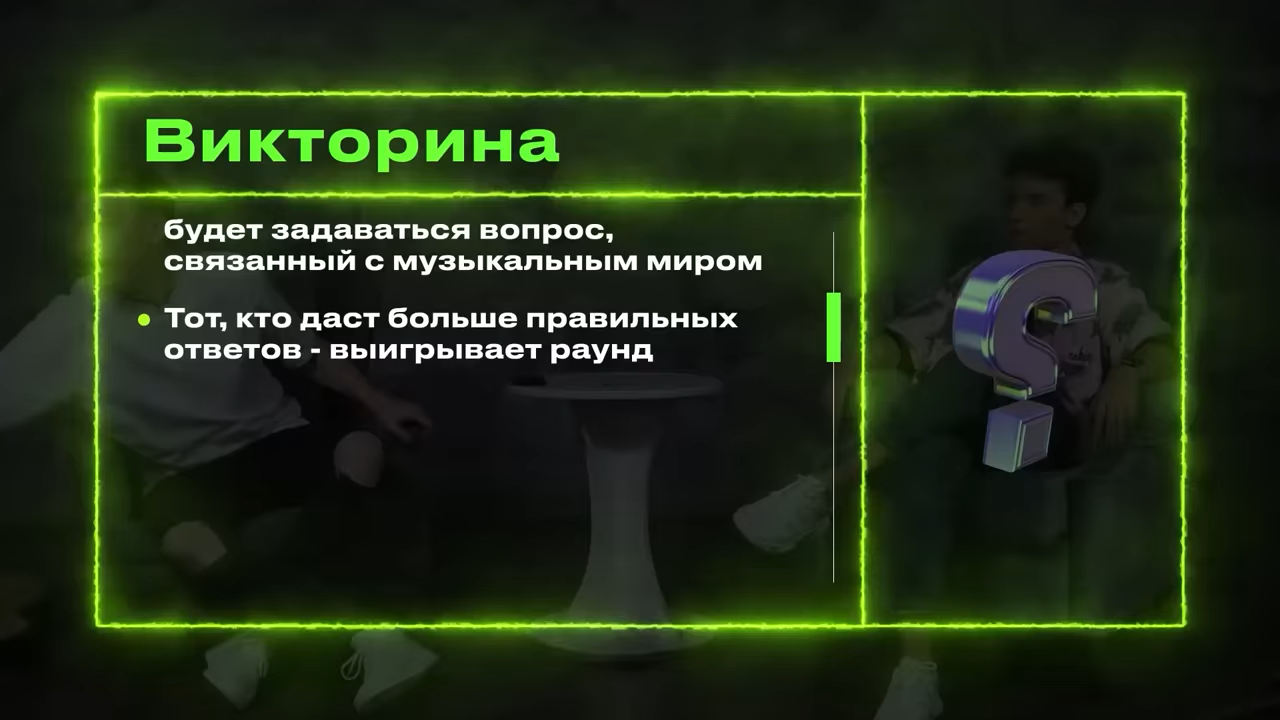 Викторина
будет задаваться вопрос,
связанный с музыкальным миром
• Тот, кто даст больше правильных
ответов - выигрывает раунд